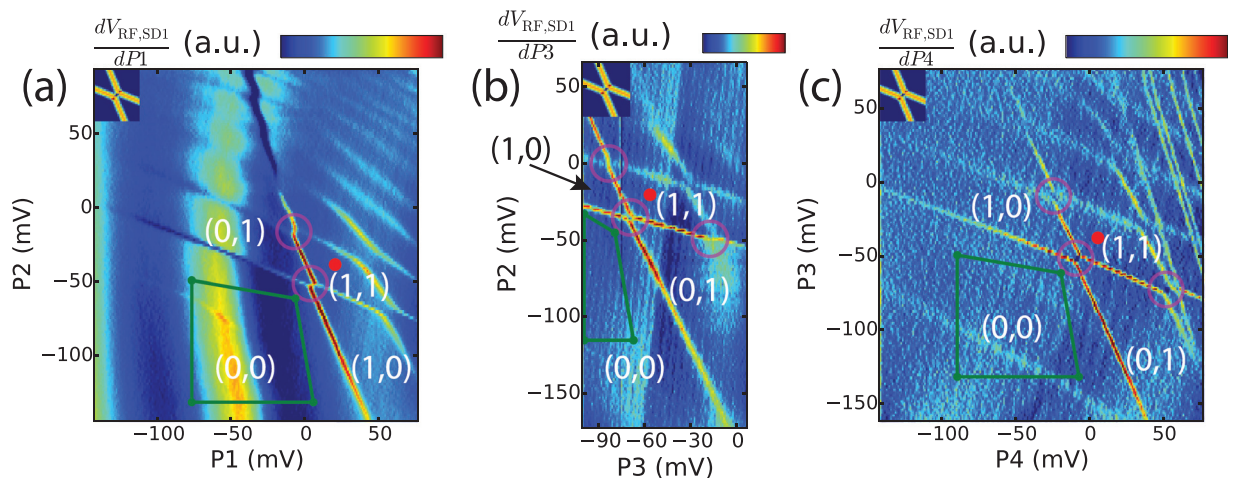 dV_RF,SD1/dP1 (a.u.)
(a)
50
0
−50
−100
P2 (mV)
−100 −50 0 50
P1 (mV)
(0,1)
(1,1)
(0,0)
(1,0)
dV_RF,SD1/dP3 (a.u.)
(b)
50
0
−50
−100
−150
P2 (mV)
−90 −60 −30 0
P3 (mV)
(1,0)
(1,1)
(0,1)
(0,0)
dV_RF,SD1/dP4 (a.u.)
(c)
50
0
−50
−100
−150
P3 (mV)
−100 −50 0 50
P4 (mV)
(1,0)
(1,1)
(0,0)
(0,1)